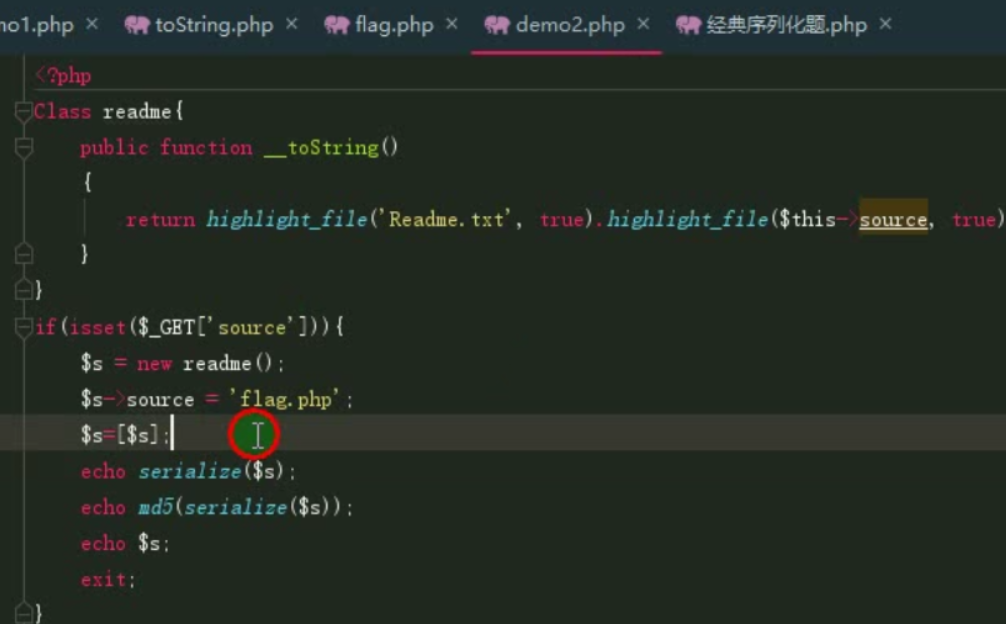 no1.php × toString.php × flag.php × demo2.php × 经典序列化题.php ×
<?php
Class readme{
public function __toString()
{
return highlight_file('Readme.txt', true).highlight_file($this->source, true)
}
}
if(isset($_GET['source'])){
$s = new readme();
$s->source = 'flag.php';
$s=[$s];
echo serialize($s);
echo md5(serialize($s));
echo $s;
exit;
}